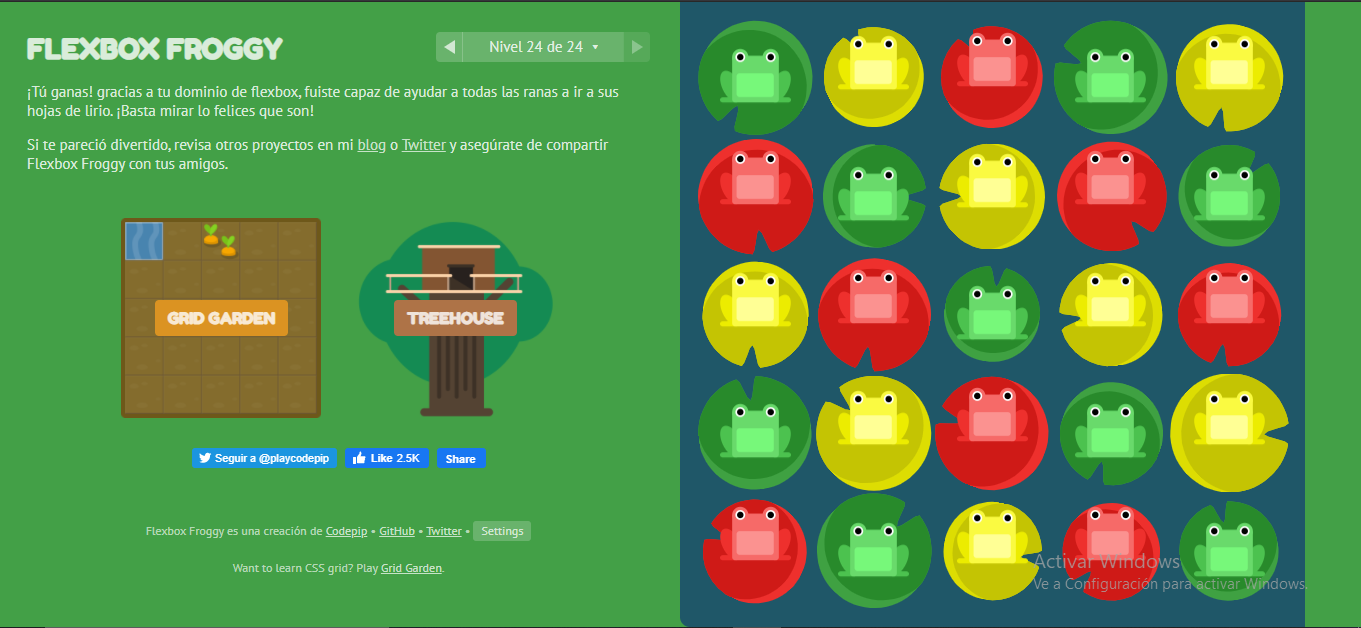 FLEXBOX FROGGY
Nivel 24 de 24
¡Tú ganas! gracias a tu dominio de flexbox, fuiste capaz de ayudar a todas las ranas a ir a sus
hojas de lirio. ¡Basta mirar lo felices que son!
Si te pareció divertido, revisa otros proyectos en mi blog o Twitter y asegúrate de compartir
Flexbox Froggy con tus amigos.
GRID GARDEN
TREEHOUSE
Seguir a @playcodepip
Like 2.5K
Share
Flexbox Froggy es una creación de Codepip • GitHub • Twitter • Settings
Want to learn CSS grid? Play Grid Garden.
Activar Windows
Ve a Configuración para activar Windows.